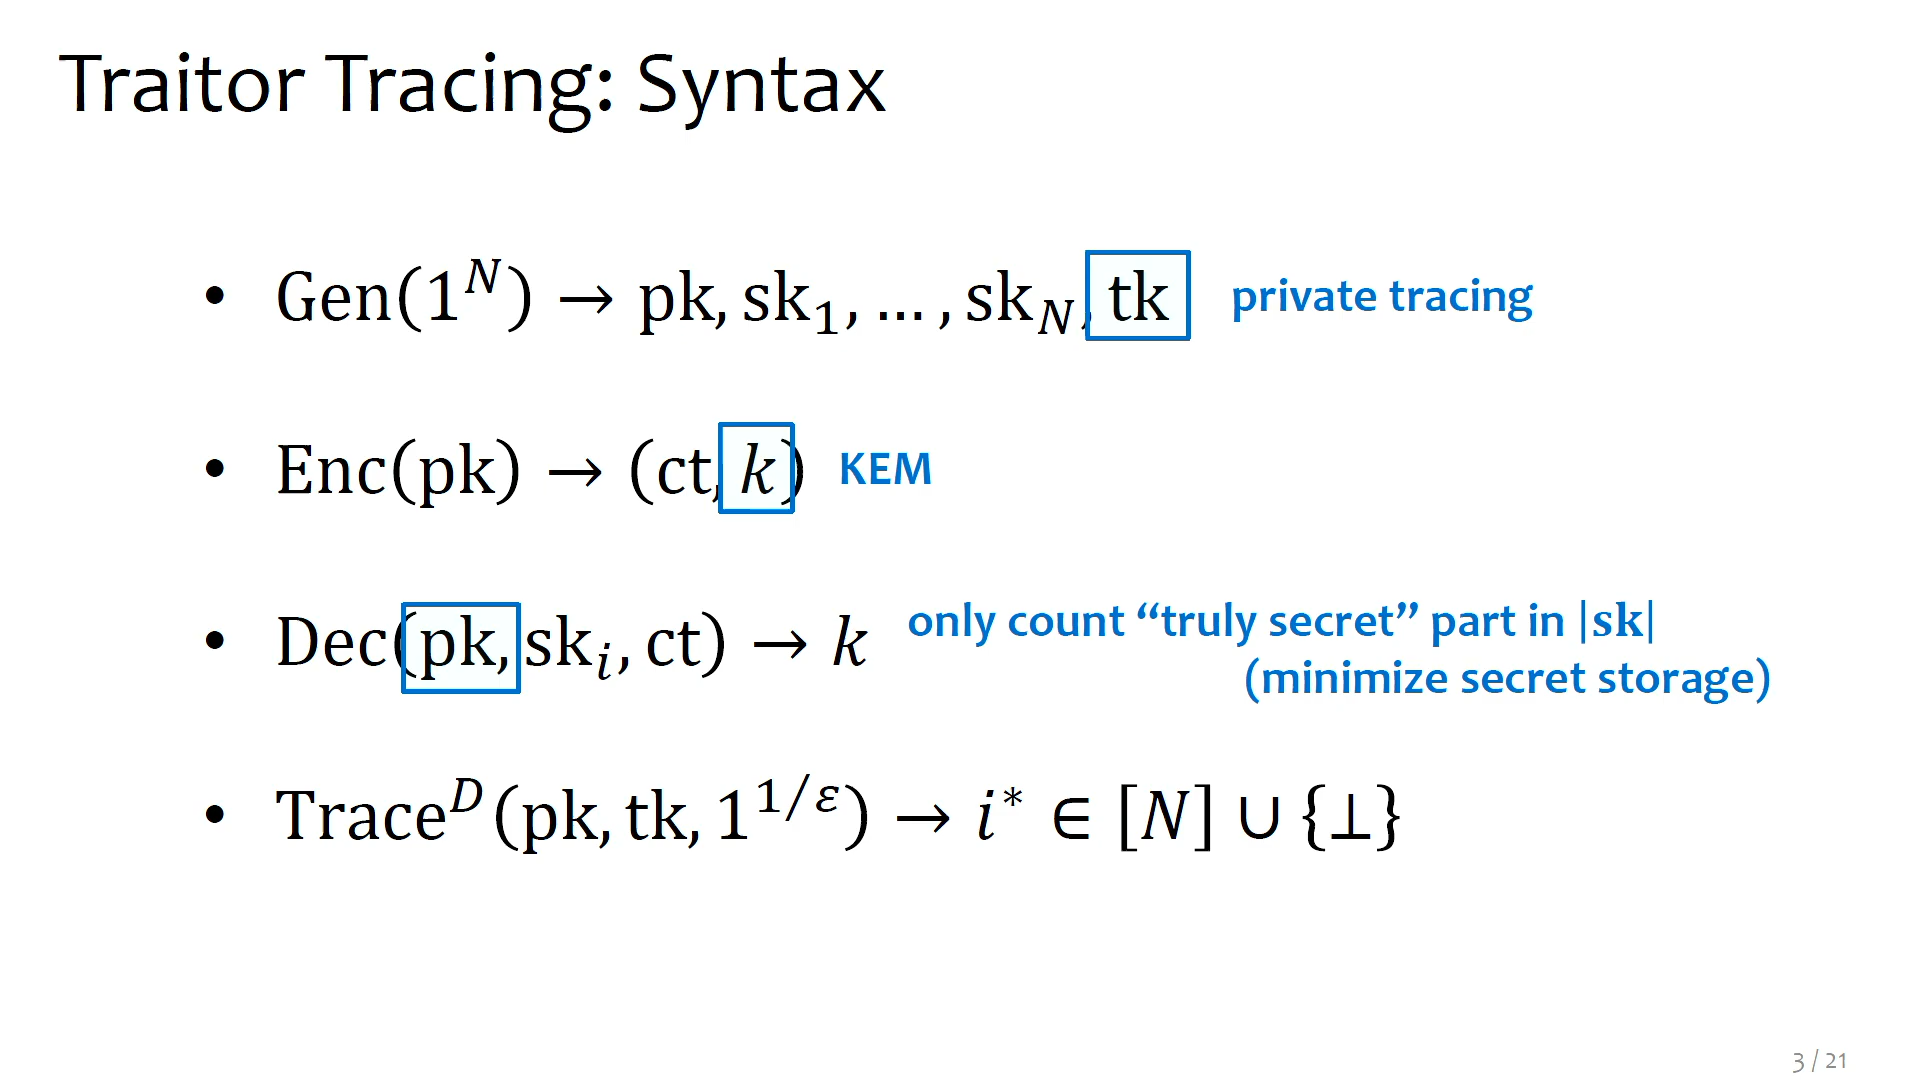 Traitor Tracing: Syntax
• Gen(1^N) → pk, sk_1, … , sk_N, tk private tracing
• Enc(pk) → (ct, k) KEM
• Dec(pk, sk_i, ct) → k only count “truly secret” part in |sk|
(minimize secret storage)
• Trace^D(pk, tk, 1^{1/ε}) → i* ∈ [N] ∪ {⊥}
3 / 21